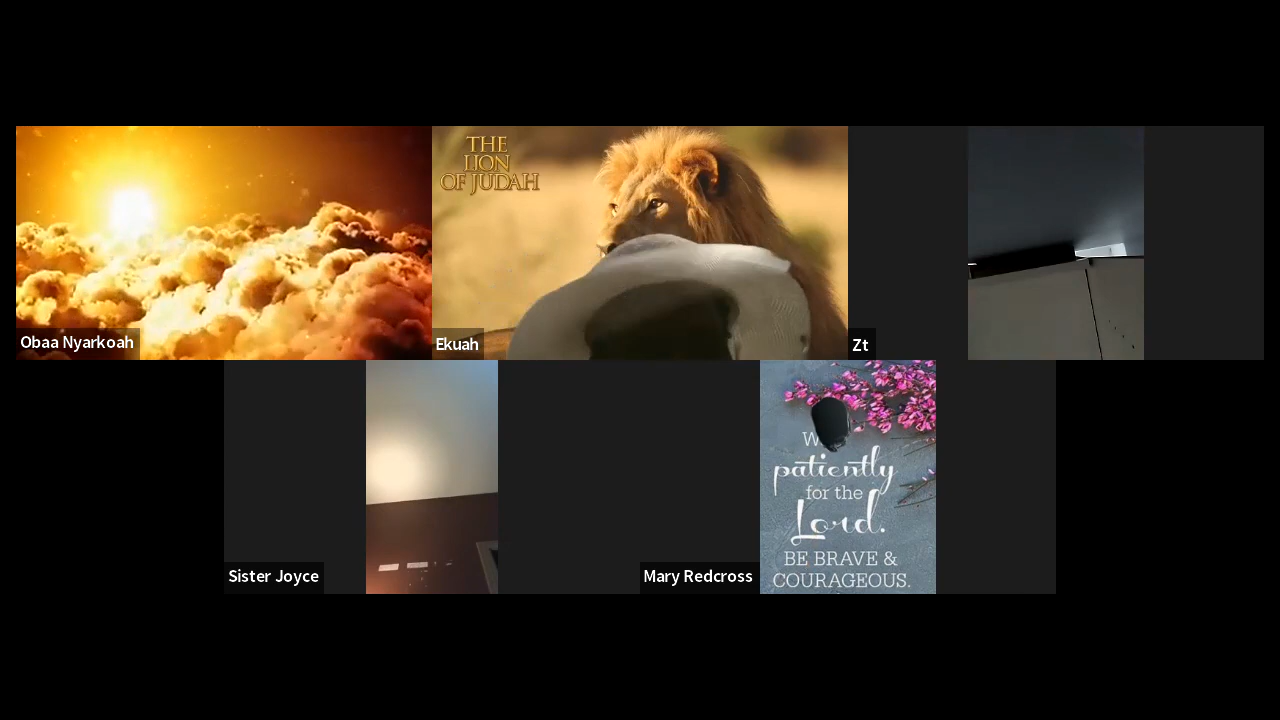 THE
LION
OF JUDAH
Obaa Nyarkoah
Ekuah
Zt
Sister Joyce
Mary Redcross
patiently
for the
Lord.
BE BRAVE &
COURAGEOUS.